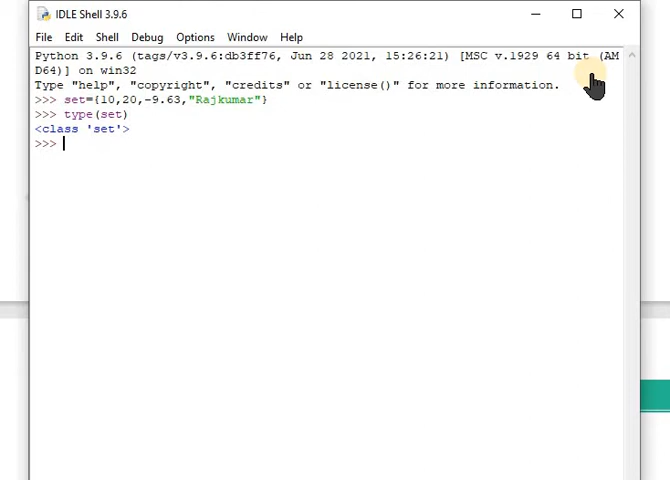 IDLE Shell 3.9.6
File Edit Shell Debug Options Window Help
Python 3.9.6 (tags/v3.9.6:db3ff76, Jun 28 2021, 15:26:21) [MSC v.1929 64 bit (AM
D64)] on win32
Type "help", "copyright", "credits" or "license()" for more information.
>>> set={10,20,-9.63,"Rajkumar"}
>>> type(set)
<class 'set'>
>>>